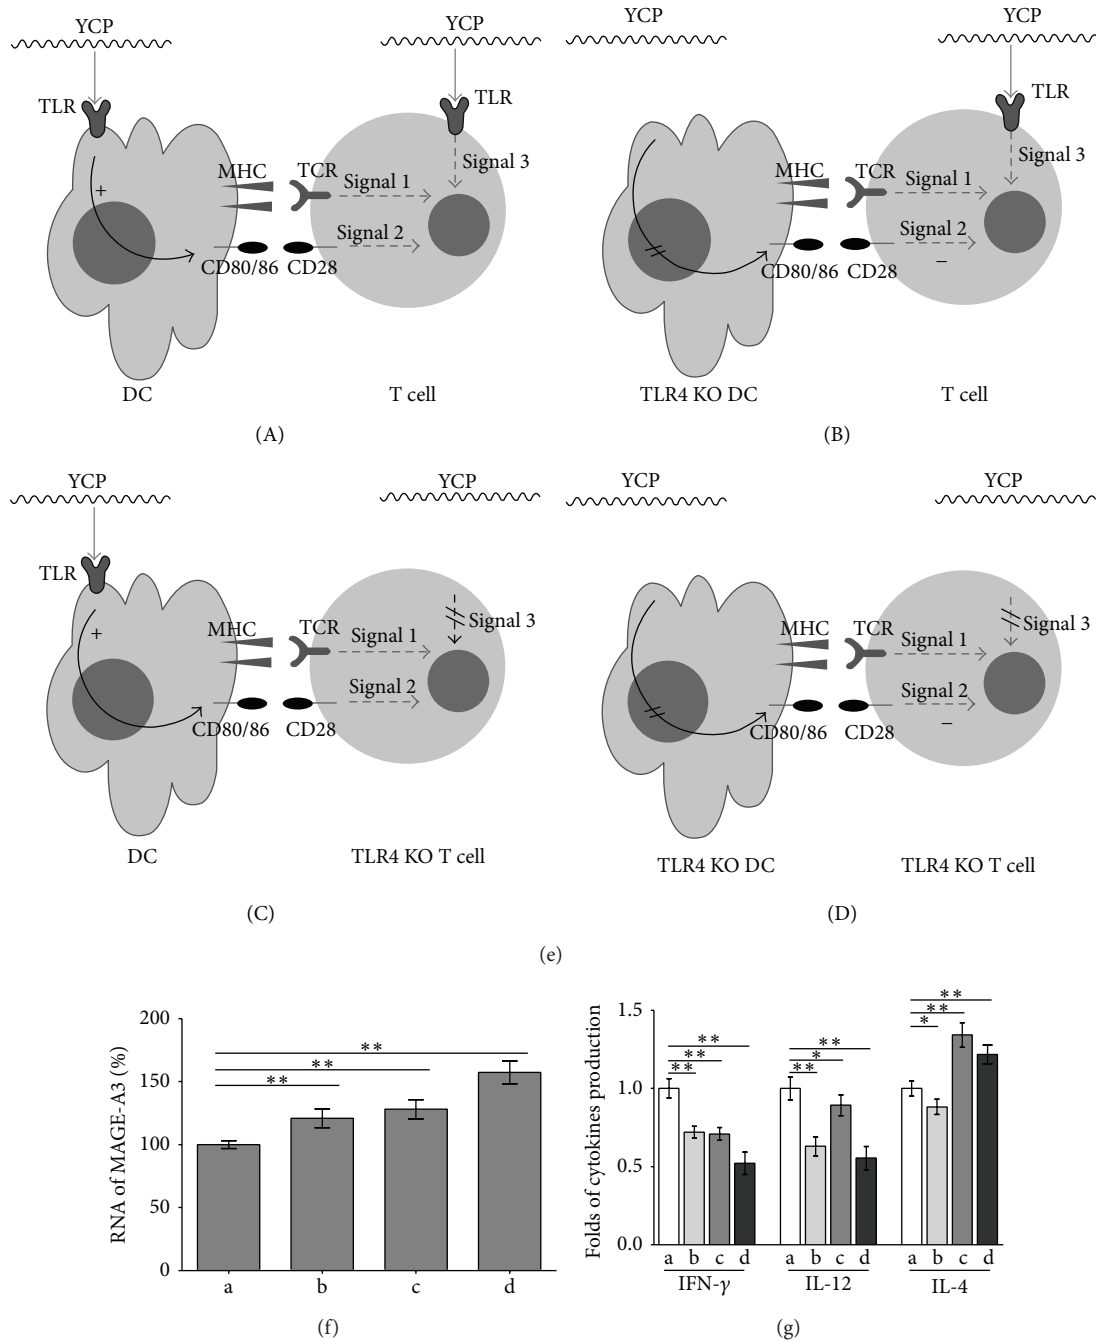 YCP
YCP
TLR
TLR
MHC
TCR
Signal 1
Signal 3
Signal 2
+
CD80/86
CD28
DC
T cell
(A)
YCP
YCP
TLR
MHC
TCR
Signal 1
Signal 3
Signal 2
–
CD80/86
CD28
TLR4 KO DC
T cell
(B)
YCP
YCP
TLR
+
MHC
TCR
Signal 1
Signal 3
Signal 2
CD80/86
CD28
DC
TLR4 KO T cell
(C)
YCP
YCP
MHC
TCR
Signal 1
Signal 3
Signal 2
–
CD80/86
CD28
TLR4 KO DC
TLR4 KO T cell
(D)
(e)
RNA of MAGE-A3 (%)
200
150
100
50
0
**
**
**
a b c d
(f)
Folds of cytokines production
1.5
1.0
0.5
0.0
**
**
**
**
*
**
**
**
*
a b c d a b c d a b c d
IFN-γ IL-12 IL-4
(g)